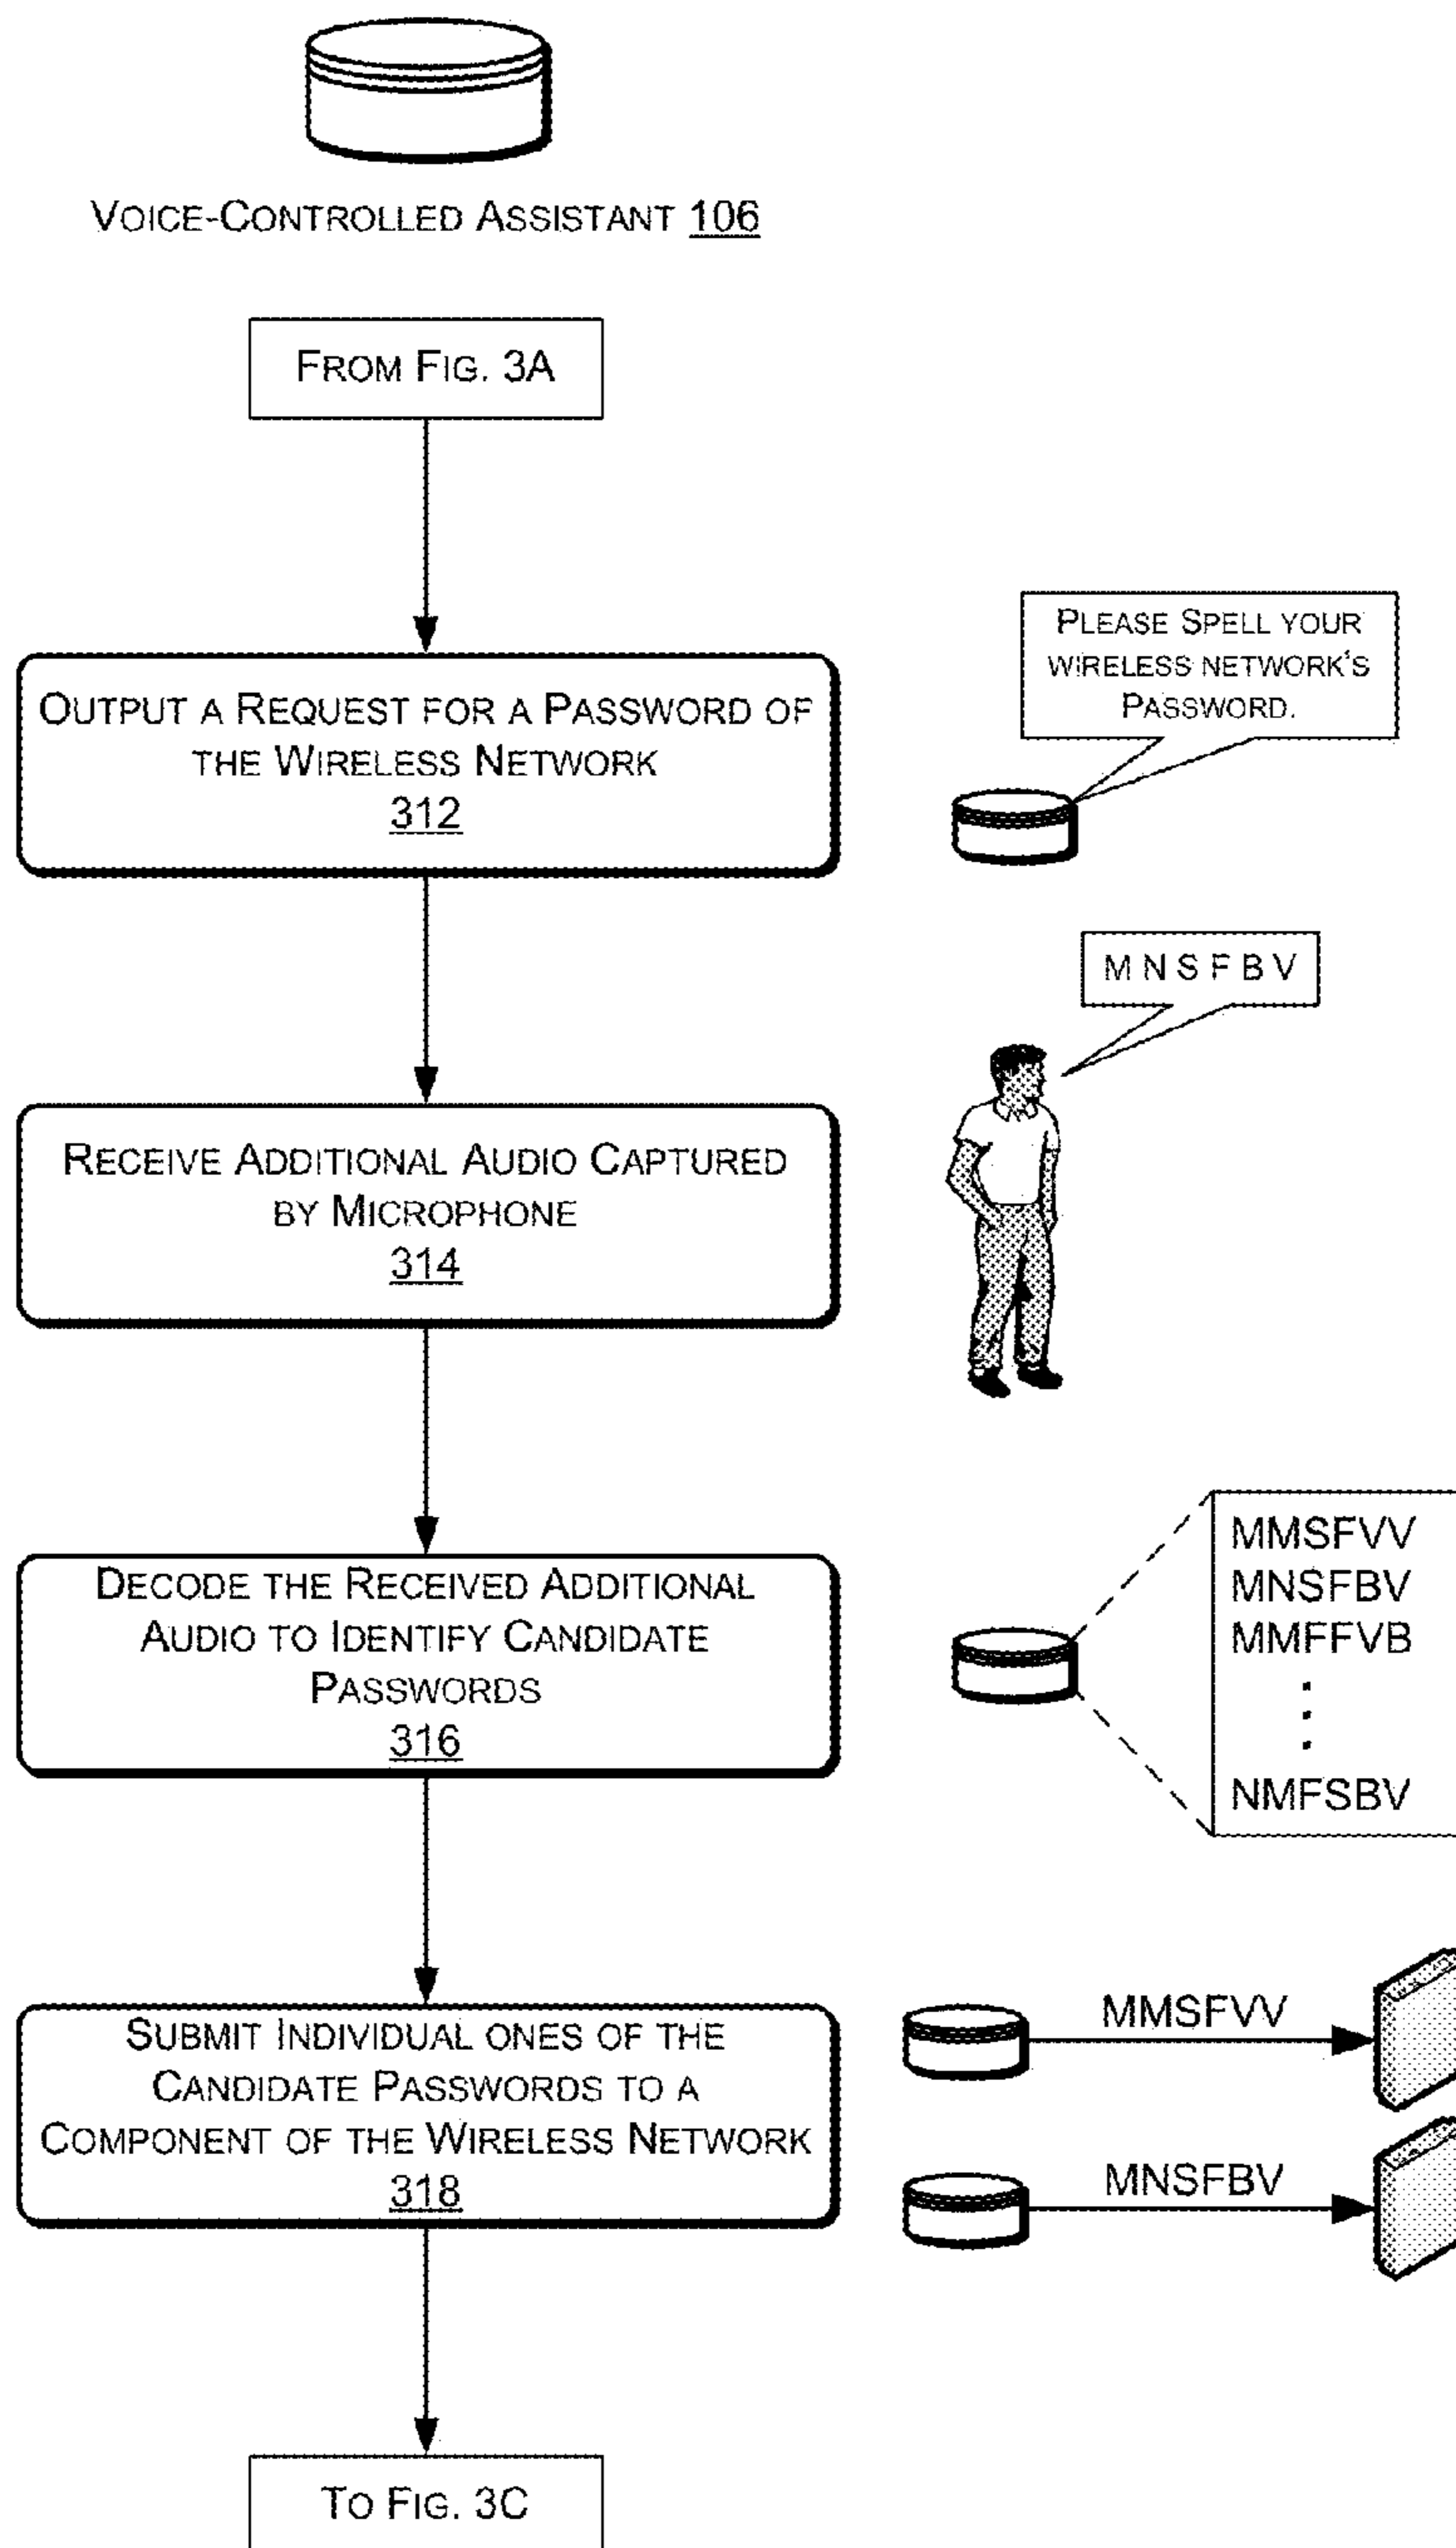 VOICE-CONTROLLED ASSISTANT 106
FROM FIG. 3A
PLEASE SPELL YOUR
WIRELESS NETWORK'S
PASSWORD.
OUTPUT A REQUEST FOR A PASSWORD OF
THE WIRELESS NETWORK
312
M N S F B V
RECEIVE ADDITIONAL AUDIO CAPTURED
BY MICROPHONE
314
DECODE THE RECEIVED ADDITIONAL
AUDIO TO IDENTIFY CANDIDATE
PASSWORDS
316
MMSFVV
MNSFBV
MMFFVB
NMFSBV
SUBMIT INDIVIDUAL ONES OF THE
CANDIDATE PASSWORDS TO A
COMPONENT OF THE WIRELESS NETWORK
318
MMSFVV
MNSFBV
TO FIG. 3C